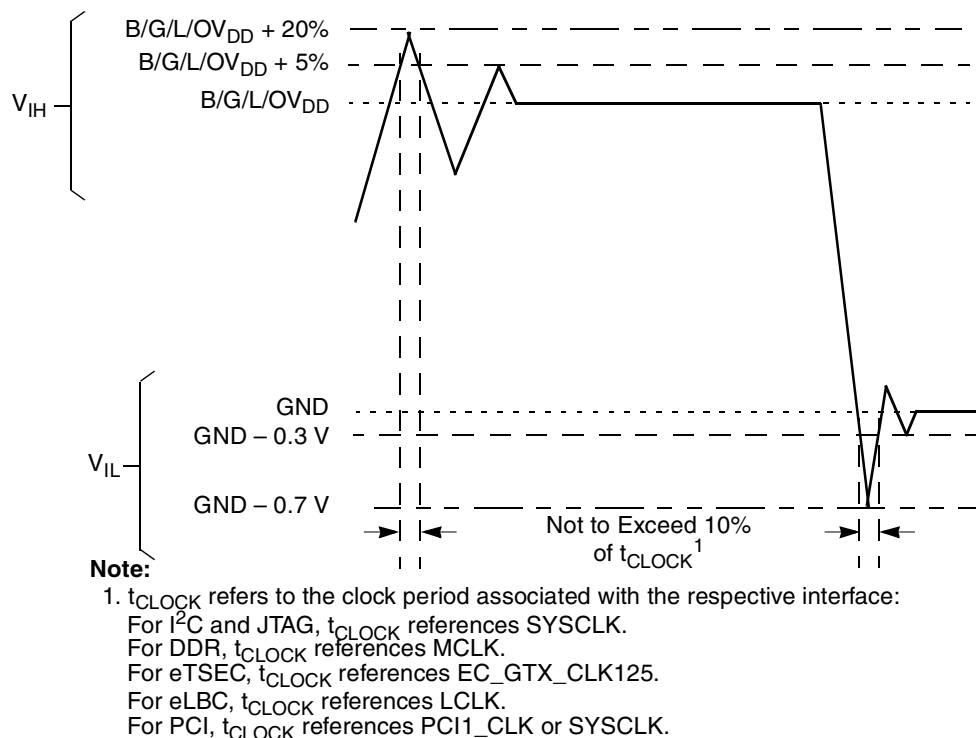 B/G/L/OVDD + 20%
B/G/L/OVDD + 5%
B/G/L/OVDD
VIH
GND
GND – 0.3 V
VIL
GND – 0.7 V
Not to Exceed 10%
of tCLOCK1
Note:
1. tCLOCK refers to the clock period associated with the respective interface:
For I2C and JTAG, tCLOCK references SYSCLK.
For DDR, tCLOCK references MCLK.
For eTSEC, tCLOCK references EC_GTX_CLK125.
For eLBC, tCLOCK references LCLK.
For PCI, tCLOCK references PCI1_CLK or SYSCLK.